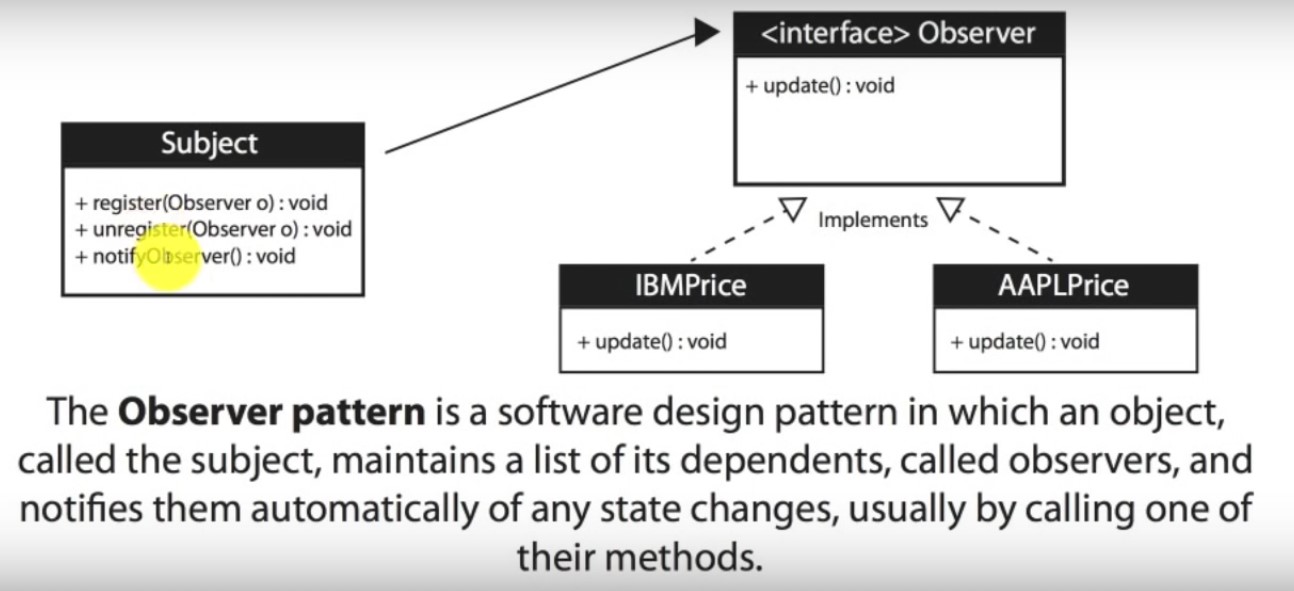 <interface> Observer
+ update() : void
Subject
+ register(Observer o) : void
+ unregister(Observer o) : void
+ notifyObserver() : void
Implements
IBMPrice
+ update() : void
AAPLPrice
+ update() : void
The Observer pattern is a software design pattern in which an object,
called the subject, maintains a list of its dependents, called observers, and
notifies them automatically of any state changes, usually by calling one of
their methods.